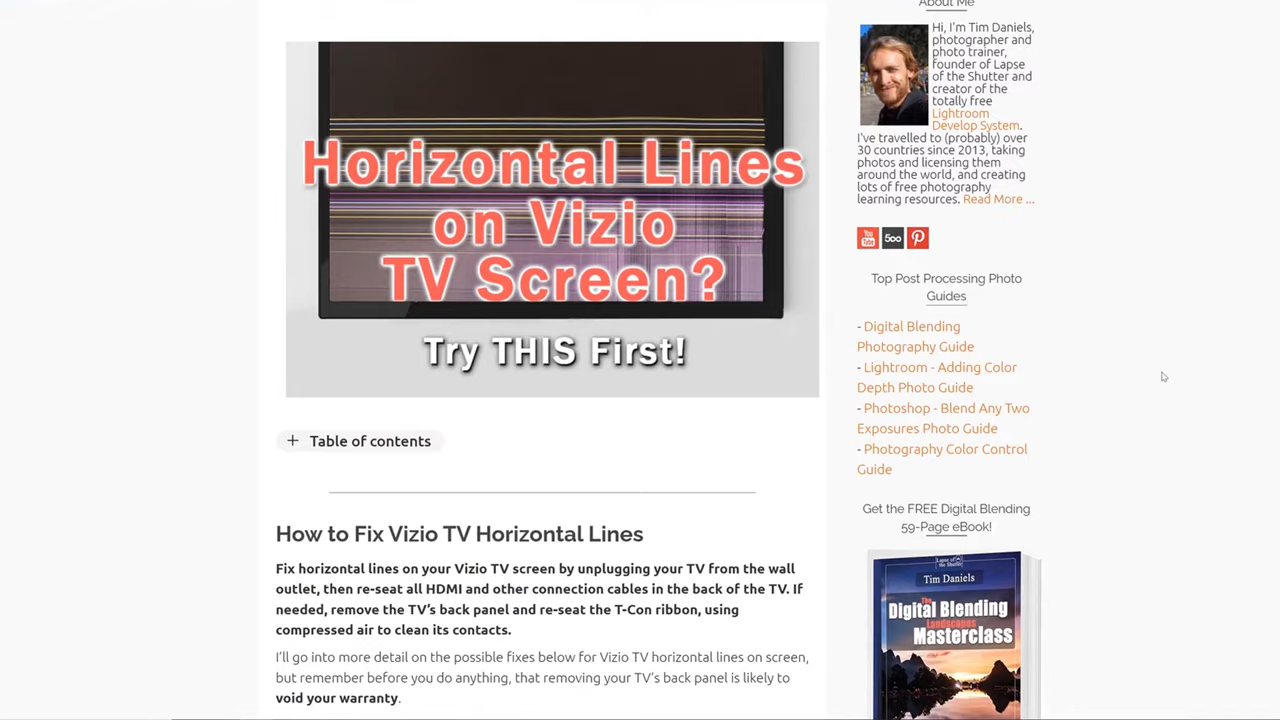 Horizontal Lines
on Vizio
TV Screen?
Try THIS First!
+ Table of contents
How to Fix Vizio TV Horizontal Lines
Fix horizontal lines on your Vizio TV screen by unplugging your TV from the wall
outlet, then re-seat all HDMI and other connection cables in the back of the TV. If
needed, remove the TV's back panel and re-seat the T-Con ribbon, using
compressed air to clean its contacts.
I'll go into more detail on the possible fixes below for Vizio TV horizontal lines on screen,
but remember before you do anything, that removing your TV's back panel is likely to
void your warranty.
About Me
Hi, I'm Tim Daniels,
photographer and
photo trainer,
founder of Lapse
of the Shutter and
creator of the
totally free
Lightroom
Develop System.
I've travelled to (probably) over
30 countries since 2013, taking
photos and licensing them
around the world, and creating
lots of free photography
learning resources. Read More ...
You
Tube
500
Top Post Processing Photo
Guides
- Digital Blending
Photography Guide
- Lightroom - Adding Color
Depth Photo Guide
- Photoshop - Blend Any Two
Exposures Photo Guide
- Photography Color Control
Guide
Get the FREE Digital Blending
59-Page eBook!
Lapse of
the Shutter
Tim Daniels
The
Digital Blending
Landscapes
Masterclass